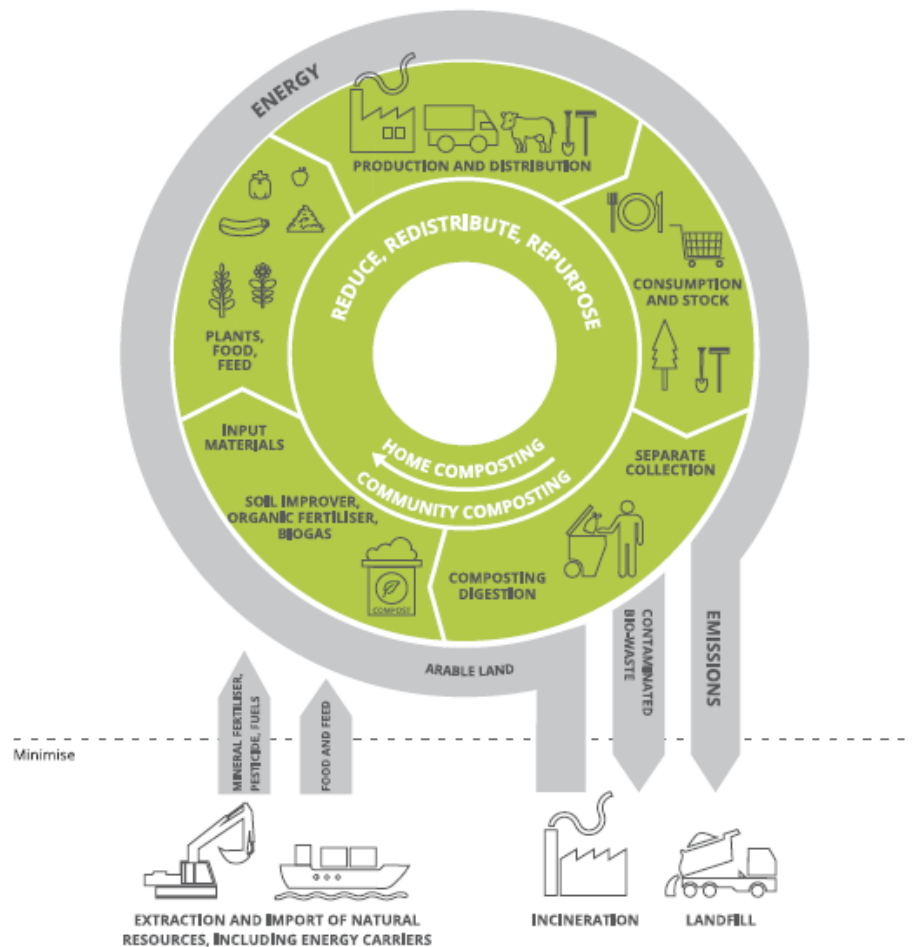 ENERGY
PRODUCTION AND DISTRIBUTION
REDUCE, REDISTRIBUTE, REPURPOSE
CONSUMPTION
AND STOCK
PLANTS,
FOOD,
FEED
INPUT
MATERIALS
HOME COMPOSTING
COMMUNITY COMPOSTING
SEPARATE
COLLECTION
SOIL IMPROVER,
ORGANIC FERTILISER,
BIOGAS
COMPOSTING
DIGESTION
COMPOST
ARABLE LAND
CONTAMINATED
BIO-WASTE
EMISSIONS
MINERAL FERTILISER,
PESTICIDE, FUELS
FOOD AND FEED
Minimise
EXTRACTION AND IMPORT OF NATURAL
RESOURCES, INCLUDING ENERGY CARRIERS
INCINERATION
LANDFILL